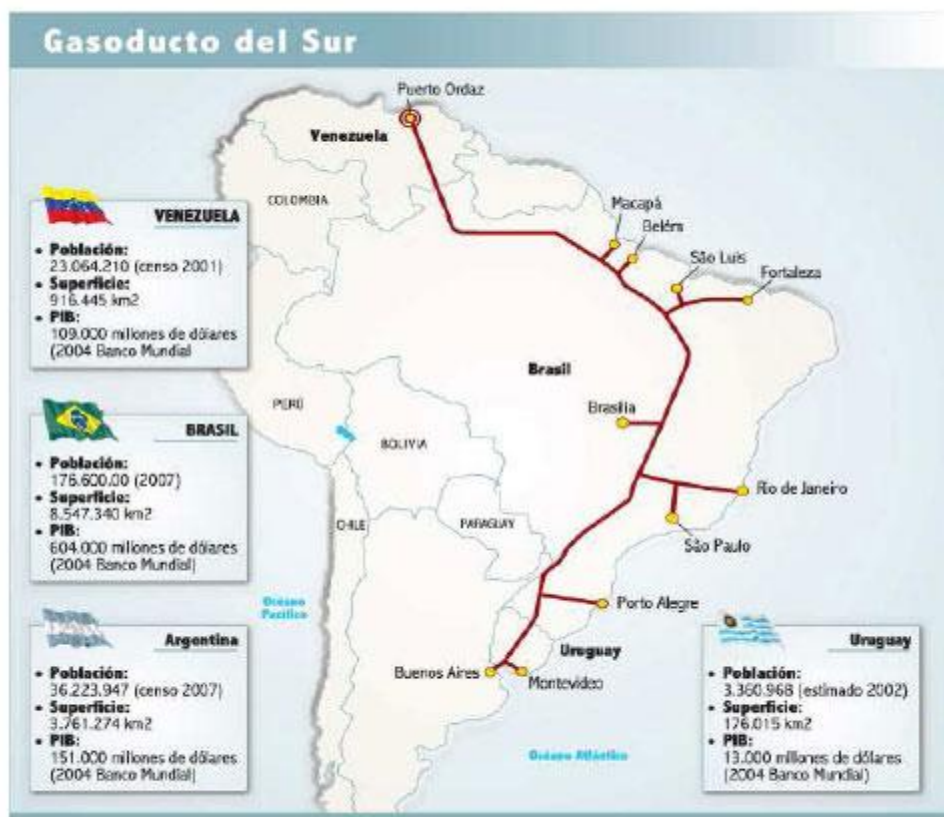 Gasoducto del Sur
Puerto Ordaz
Venezuela
COLOMBIA
Macapá
Belém
São Luis
Fortaleza
VENEZUELA
• Población:
23.064.210 (censo 2001)
• Superficie:
916.445 km2
• PIB:
109.000 millones de dólares
(2004 Banco Mundial
Brasil
PERÚ
Brasilia
BOLIVIA
BRASIL
• Población:
176.600.00 (2007)
• Superficie:
8.547.340 km2
• PIB:
604.000 millones de dólares
(2004 Banco Mundial)
CHILE
PARAGUAY
Rio de Janeiro
São Paulo
Océano
Pacífico
Porto Alegre
Argentina
• Población:
36.223.947 (censo 2007)
• Superficie:
3.761.274 km2
• PIB:
151.000 millones de dólares
(2004 Banco Mundial)
Uruguay
Buenos Aires
Montevideo
Océano Atlántico
Uruguay
• Población:
3.360.968 (estimado 2002)
• Superficie:
176.015 km2
• PIB:
13.000 millones de dólares
(2004 Banco Mundial)